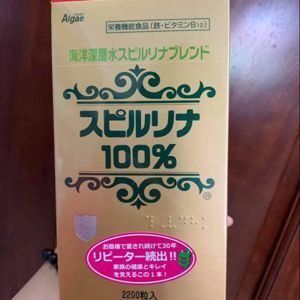 Algae
栄養機能食品(鉄・ビタミンB12)
海洋深層水スピルリナブレンド
スピルリナ
100%
®
お陰様で愛され続けて30年
リピーター続出!!
家族の健康とキレイ
を支えるこの1本!
2200粒入